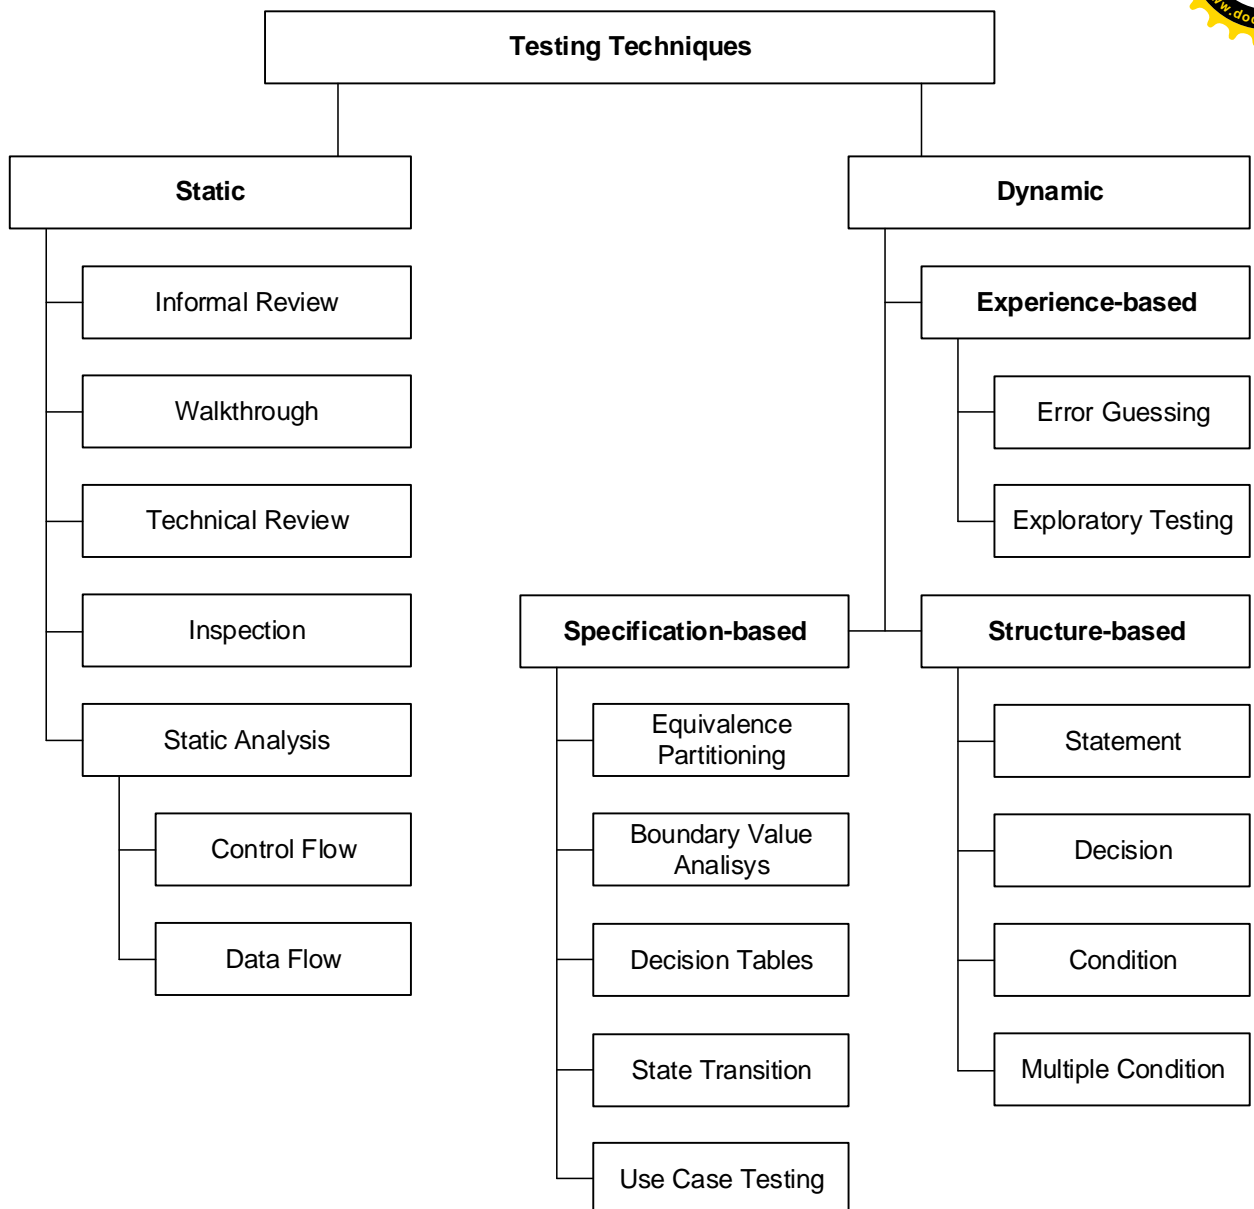 Testing Techniques
Static
Dynamic
Informal Review
Walkthrough
Technical Review
Inspection
Static Analysis
Control Flow
Data Flow
Experience-based
Error Guessing
Exploratory Testing
Specification-based
Equivalence
Partitioning
Boundary Value
Analisys
Decision Tables
State Transition
Use Case Testing
Structure-based
Statement
Decision
Condition
Multiple Condition